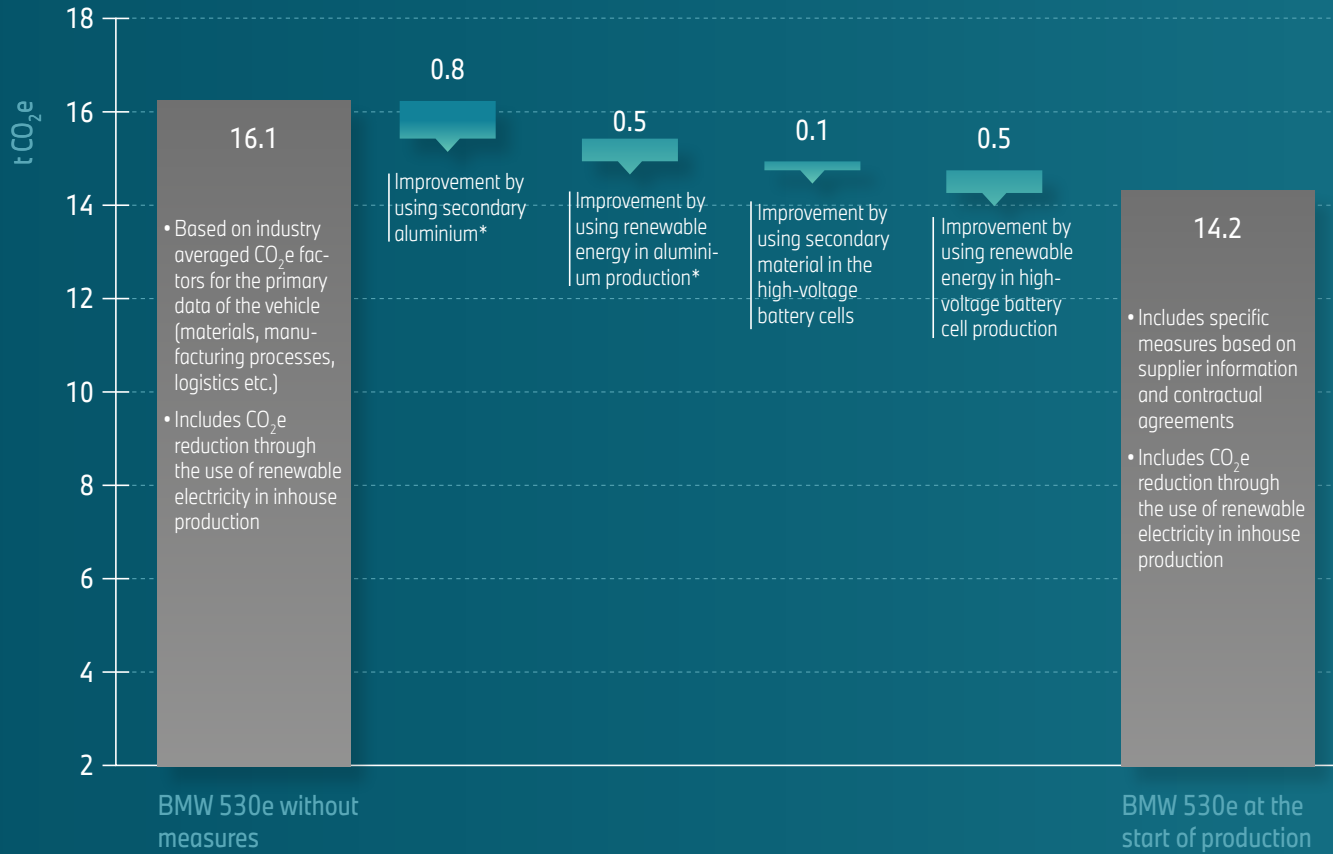 t CO₂e
18
16
14
12
10
8
6
4
2
16.1
• Based on industry
averaged CO₂e fac-
tors for the primary
data of the vehicle
(materials, manu-
facturing processes,
logistics etc.)
• Includes CO₂e
reduction through
the use of renewable
electricity in inhouse
production
BMW 530e without
measures
0.8
Improvement by
using secondary
aluminium*
0.5
Improvement by
using renewable
energy in alumini-
um production*
0.1
Improvement by
using secondary
material in the
high-voltage
battery cells
0.5
Improvement by
using renewable
energy in high-
voltage battery
cell production
14.2
• Includes specific
measures based on
supplier information
and contractual
agreements
• Includes CO₂e
reduction through
the use of renewable
electricity in inhouse
production
BMW 530e at the
start of production